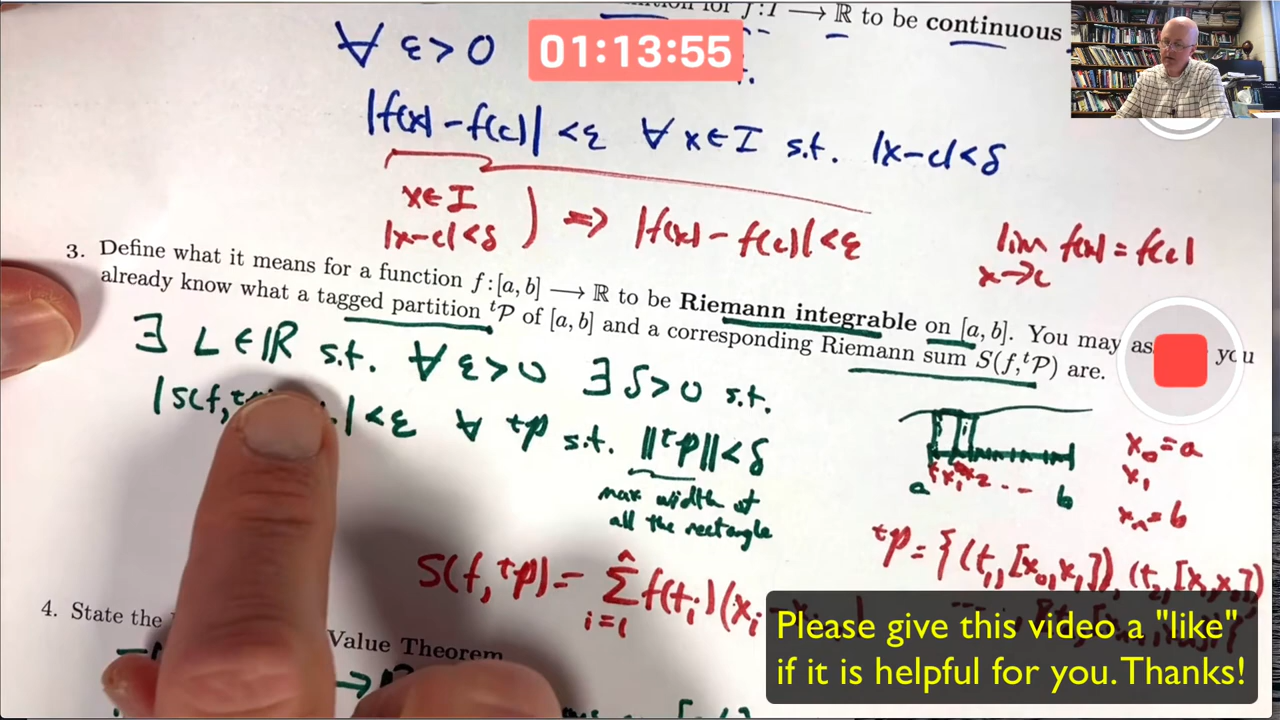 for f : I ⟶ ℝ to be continuous
∀ ε > 0
01:13:55
|f(x) - f(c)| < ε ∀ x ∈ I s.t. |x-c| < δ
x ∈ I
|x-c| < δ ) ⇒ |f(x) - f(c)| < ε
lim f(x) = f(c)
x→c
3. Define what it means for a function f : [a, b] ⟶ ℝ to be Riemann integrable on [a, b]. You may you
already know what a tagged partition ᵗP of [a, b] and a corresponding Riemann sum S(f, ᵗP) are.
∃ L ∈ ℝ s.t. ∀ ε > 0 ∃ δ > 0 s.t.
|S(f, | < ε ∀ ᵗP s.t. ||ᵗP|| < δ
max width of
all the rectangle
a b
x₀ = a
x₁
xₙ = b
ᵗP = {(t₁, [x₀, x₁]), (t₂, [x₁, x₂])
S(f, ᵗP) = Σ f(tᵢ)(xᵢ
i=1
4. State the Value Theorem
Please give this video a "like"
if it is helpful for you. Thanks!